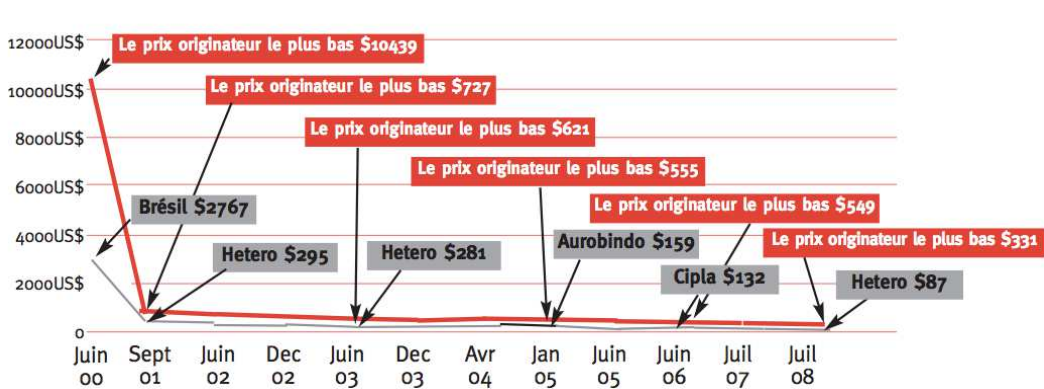 12000US$
Le prix originateur le plus bas $10439
10000US$
Le prix originateur le plus bas $727
8000US$
Le prix originateur le plus bas $621
6000US$
Le prix originateur le plus bas $555
Brésil $2767
Le prix originateur le plus bas $549
4000US$
Hetero $295
Hetero $281
Aurobindo $159
Le prix originateur le plus bas $331
2000US$
Cipla $132
Hetero $87
0
Juin Sept Juin Dec Juin Dec Avr Jan Juin Juin Juil Juil
00 01 02 02 03 03 04 05 05 06 07 08